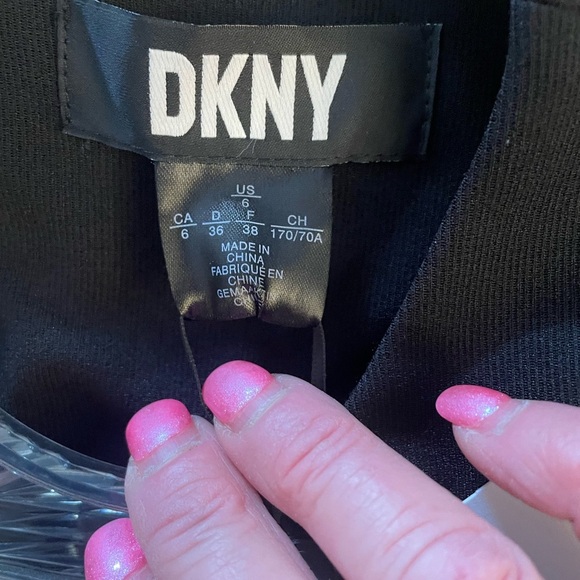 DKNY
US
6
CA D F CH
6 36 38 170/70A
MADE IN
CHINA
FABRIQUÉ EN
CHINE